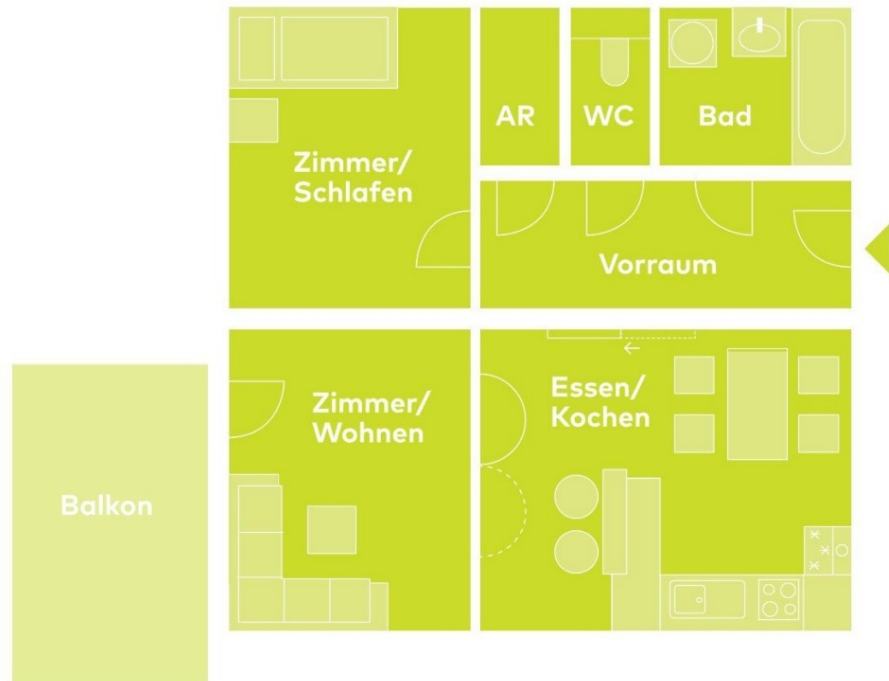 AR
WC
Bad
Zimmer/
Schlafen
Vorraum
Zimmer/
Wohnen
Essen/
Kochen
Balkon